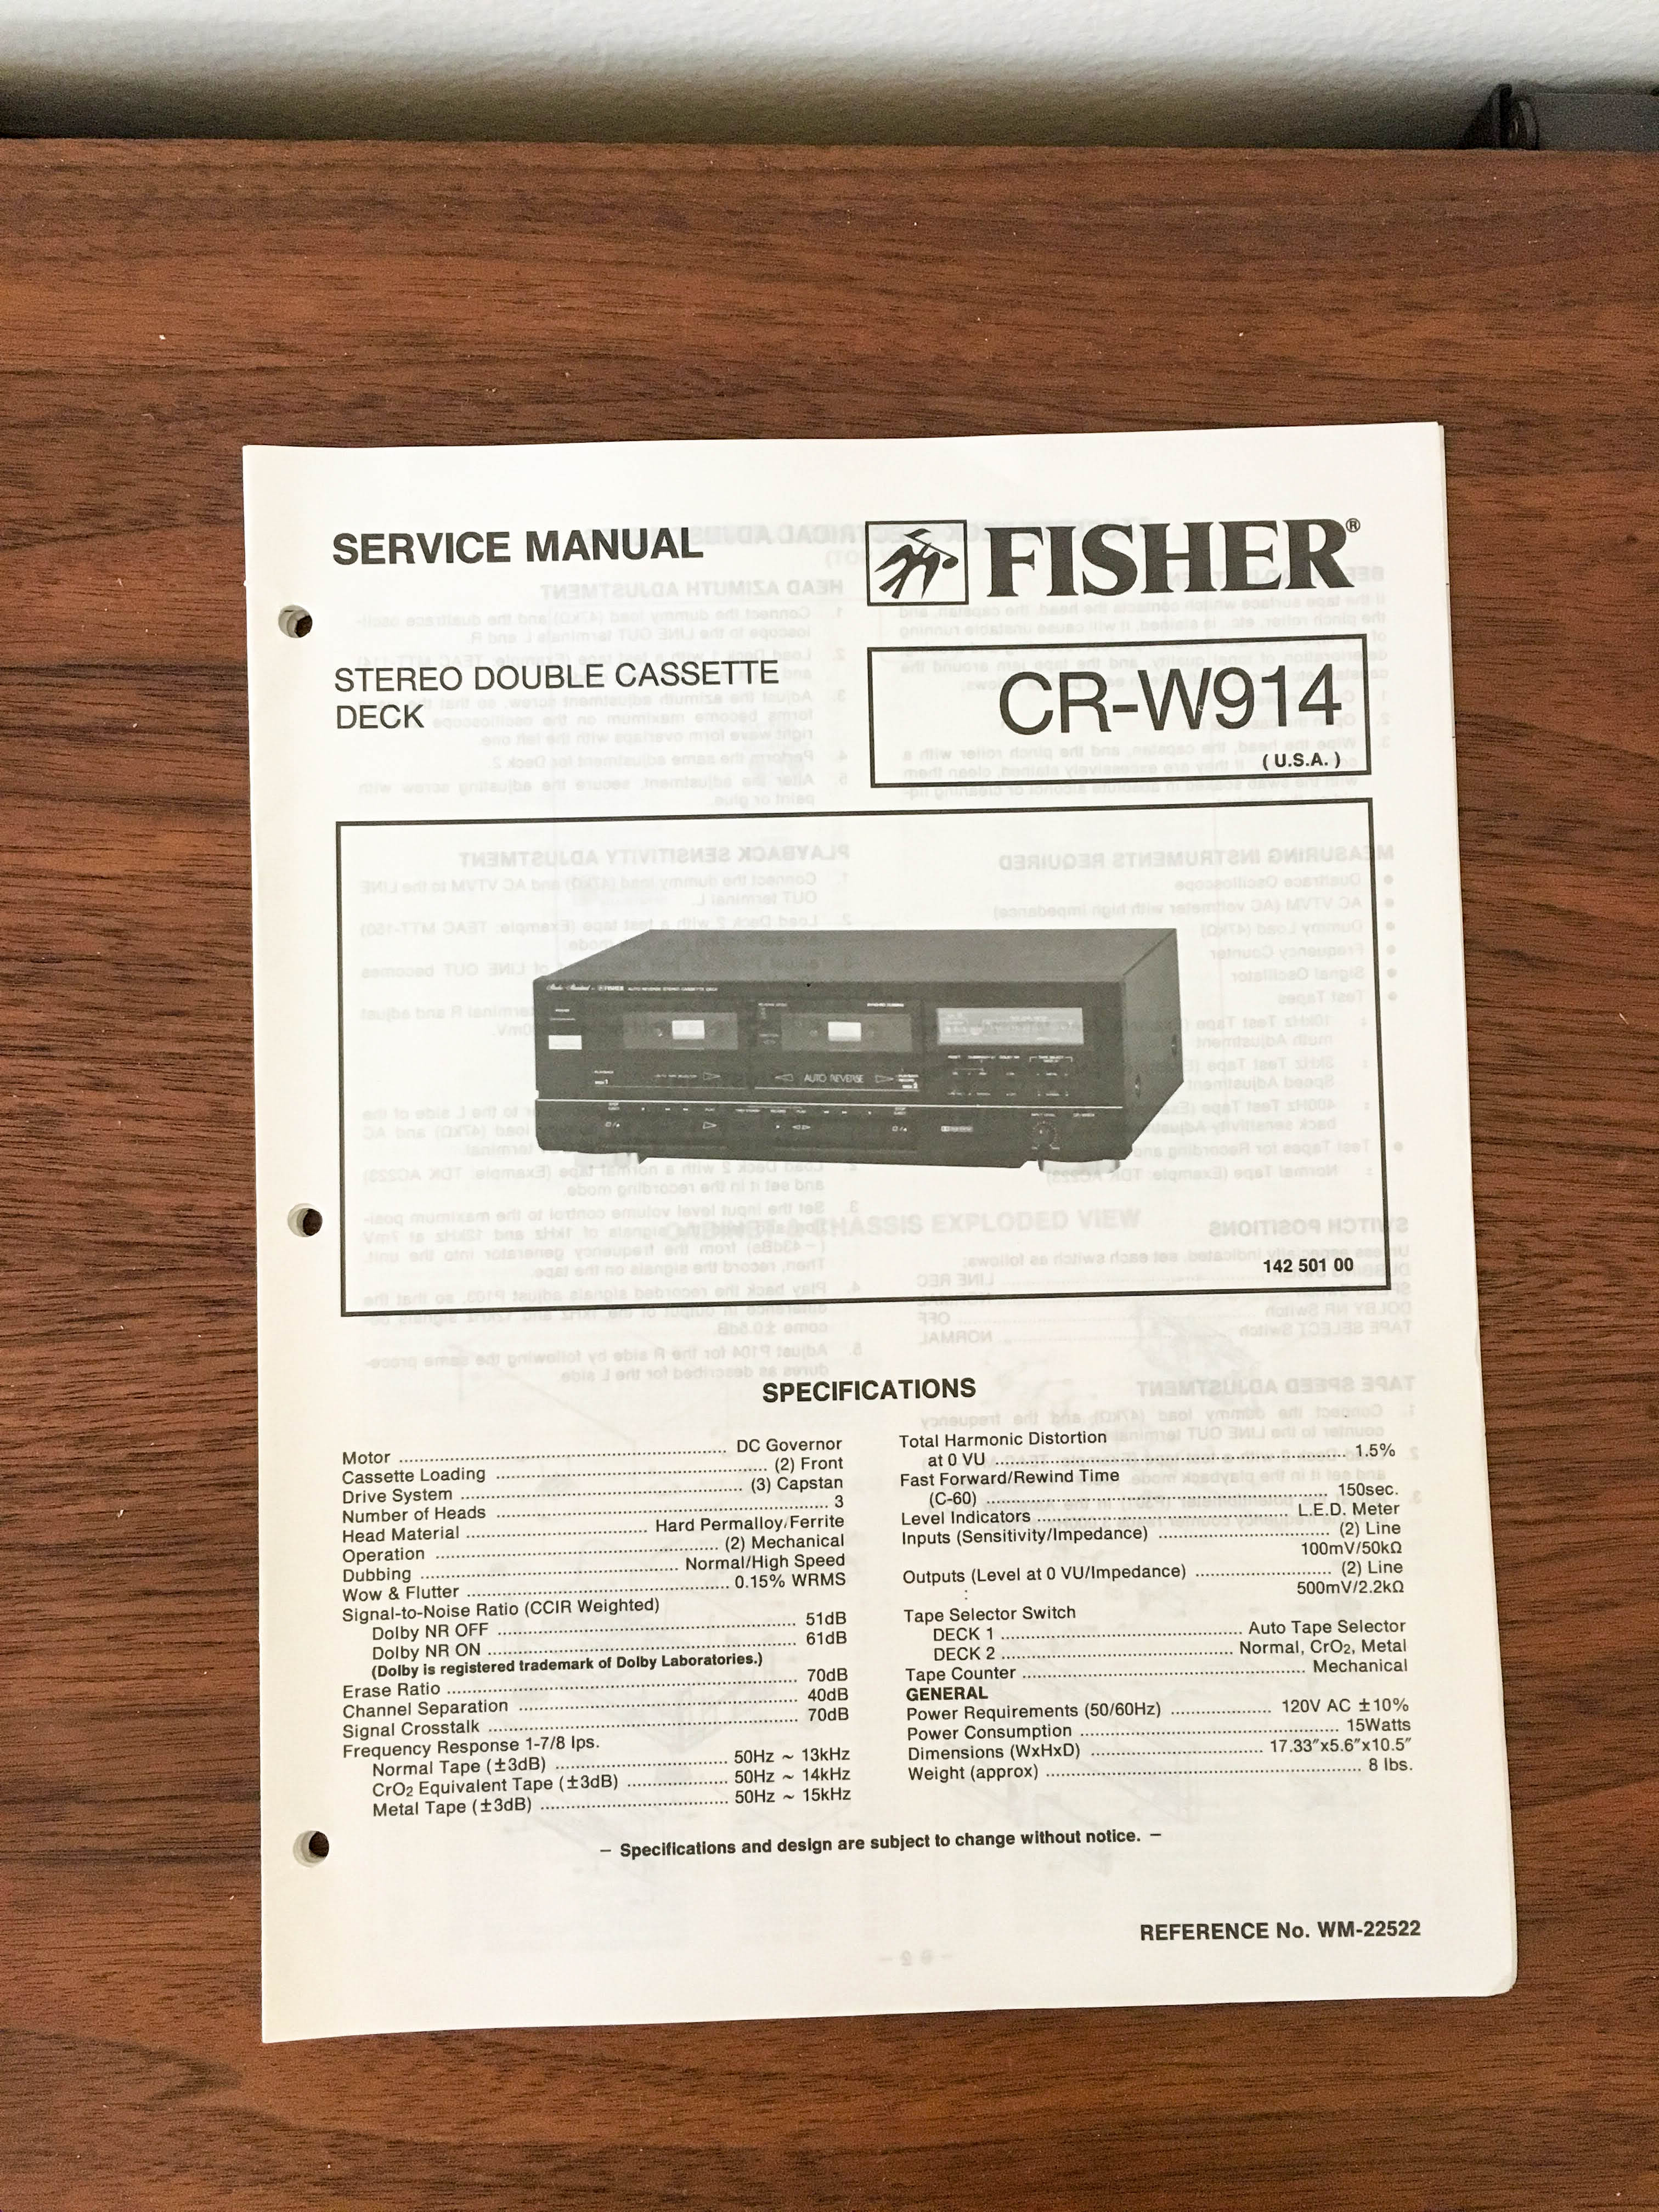 SERVICE MANUAL
FISHER®
STEREO DOUBLE CASSETTE
DECK
CR-W914
( U.S.A. )
FISHER AUTO REVERSE STEREO CASSETTE DECK
AUTO REVERSE
142 501 00
SPECIFICATIONS
Motor ........ DC Governor
Cassette Loading ........ (2) Front
Drive System ........ (3) Capstan
Number of Heads ........ 3
Head Material ........ Hard Permalloy/Ferrite
Operation ........ (2) Mechanical
Dubbing ........ Normal/High Speed
Wow & Flutter ........ 0.15% WRMS
Signal-to-Noise Ratio (CCIR Weighted)
Dolby NR OFF ........ 51dB
Dolby NR ON ........ 61dB
(Dolby is registered trademark of Dolby Laboratories.)
Erase Ratio ........ 70dB
Channel Separation ........ 40dB
Signal Crosstalk ........ 70dB
Frequency Response 1-7/8 Ips.
Normal Tape (±3dB) ........ 50Hz ~ 13kHz
CrO2 Equivalent Tape (±3dB) ........ 50Hz ~ 14kHz
Metal Tape (±3dB) ........ 50Hz ~ 15kHz
Total Harmonic Distortion
at 0 VU ........ 1.5%
Fast Forward/Rewind Time
(C-60) ........ 150sec.
Level Indicators ........ L.E.D. Meter
Inputs (Sensitivity/Impedance) ........ (2) Line
100mV/50kΩ
Outputs (Level at 0 VU/Impedance) ........ (2) Line
500mV/2.2kΩ
Tape Selector Switch
DECK 1 ........ Auto Tape Selector
DECK 2 ........ Normal, CrO2, Metal
Tape Counter ........ Mechanical
GENERAL
Power Requirements (50/60Hz) ........ 120V AC ±10%
Power Consumption ........ 15Watts
Dimensions (WxHxD) ........ 17.33″x5.6″x10.5″
Weight (approx) ........ 8 lbs.
– Specifications and design are subject to change without notice. –
REFERENCE No. WM-22522